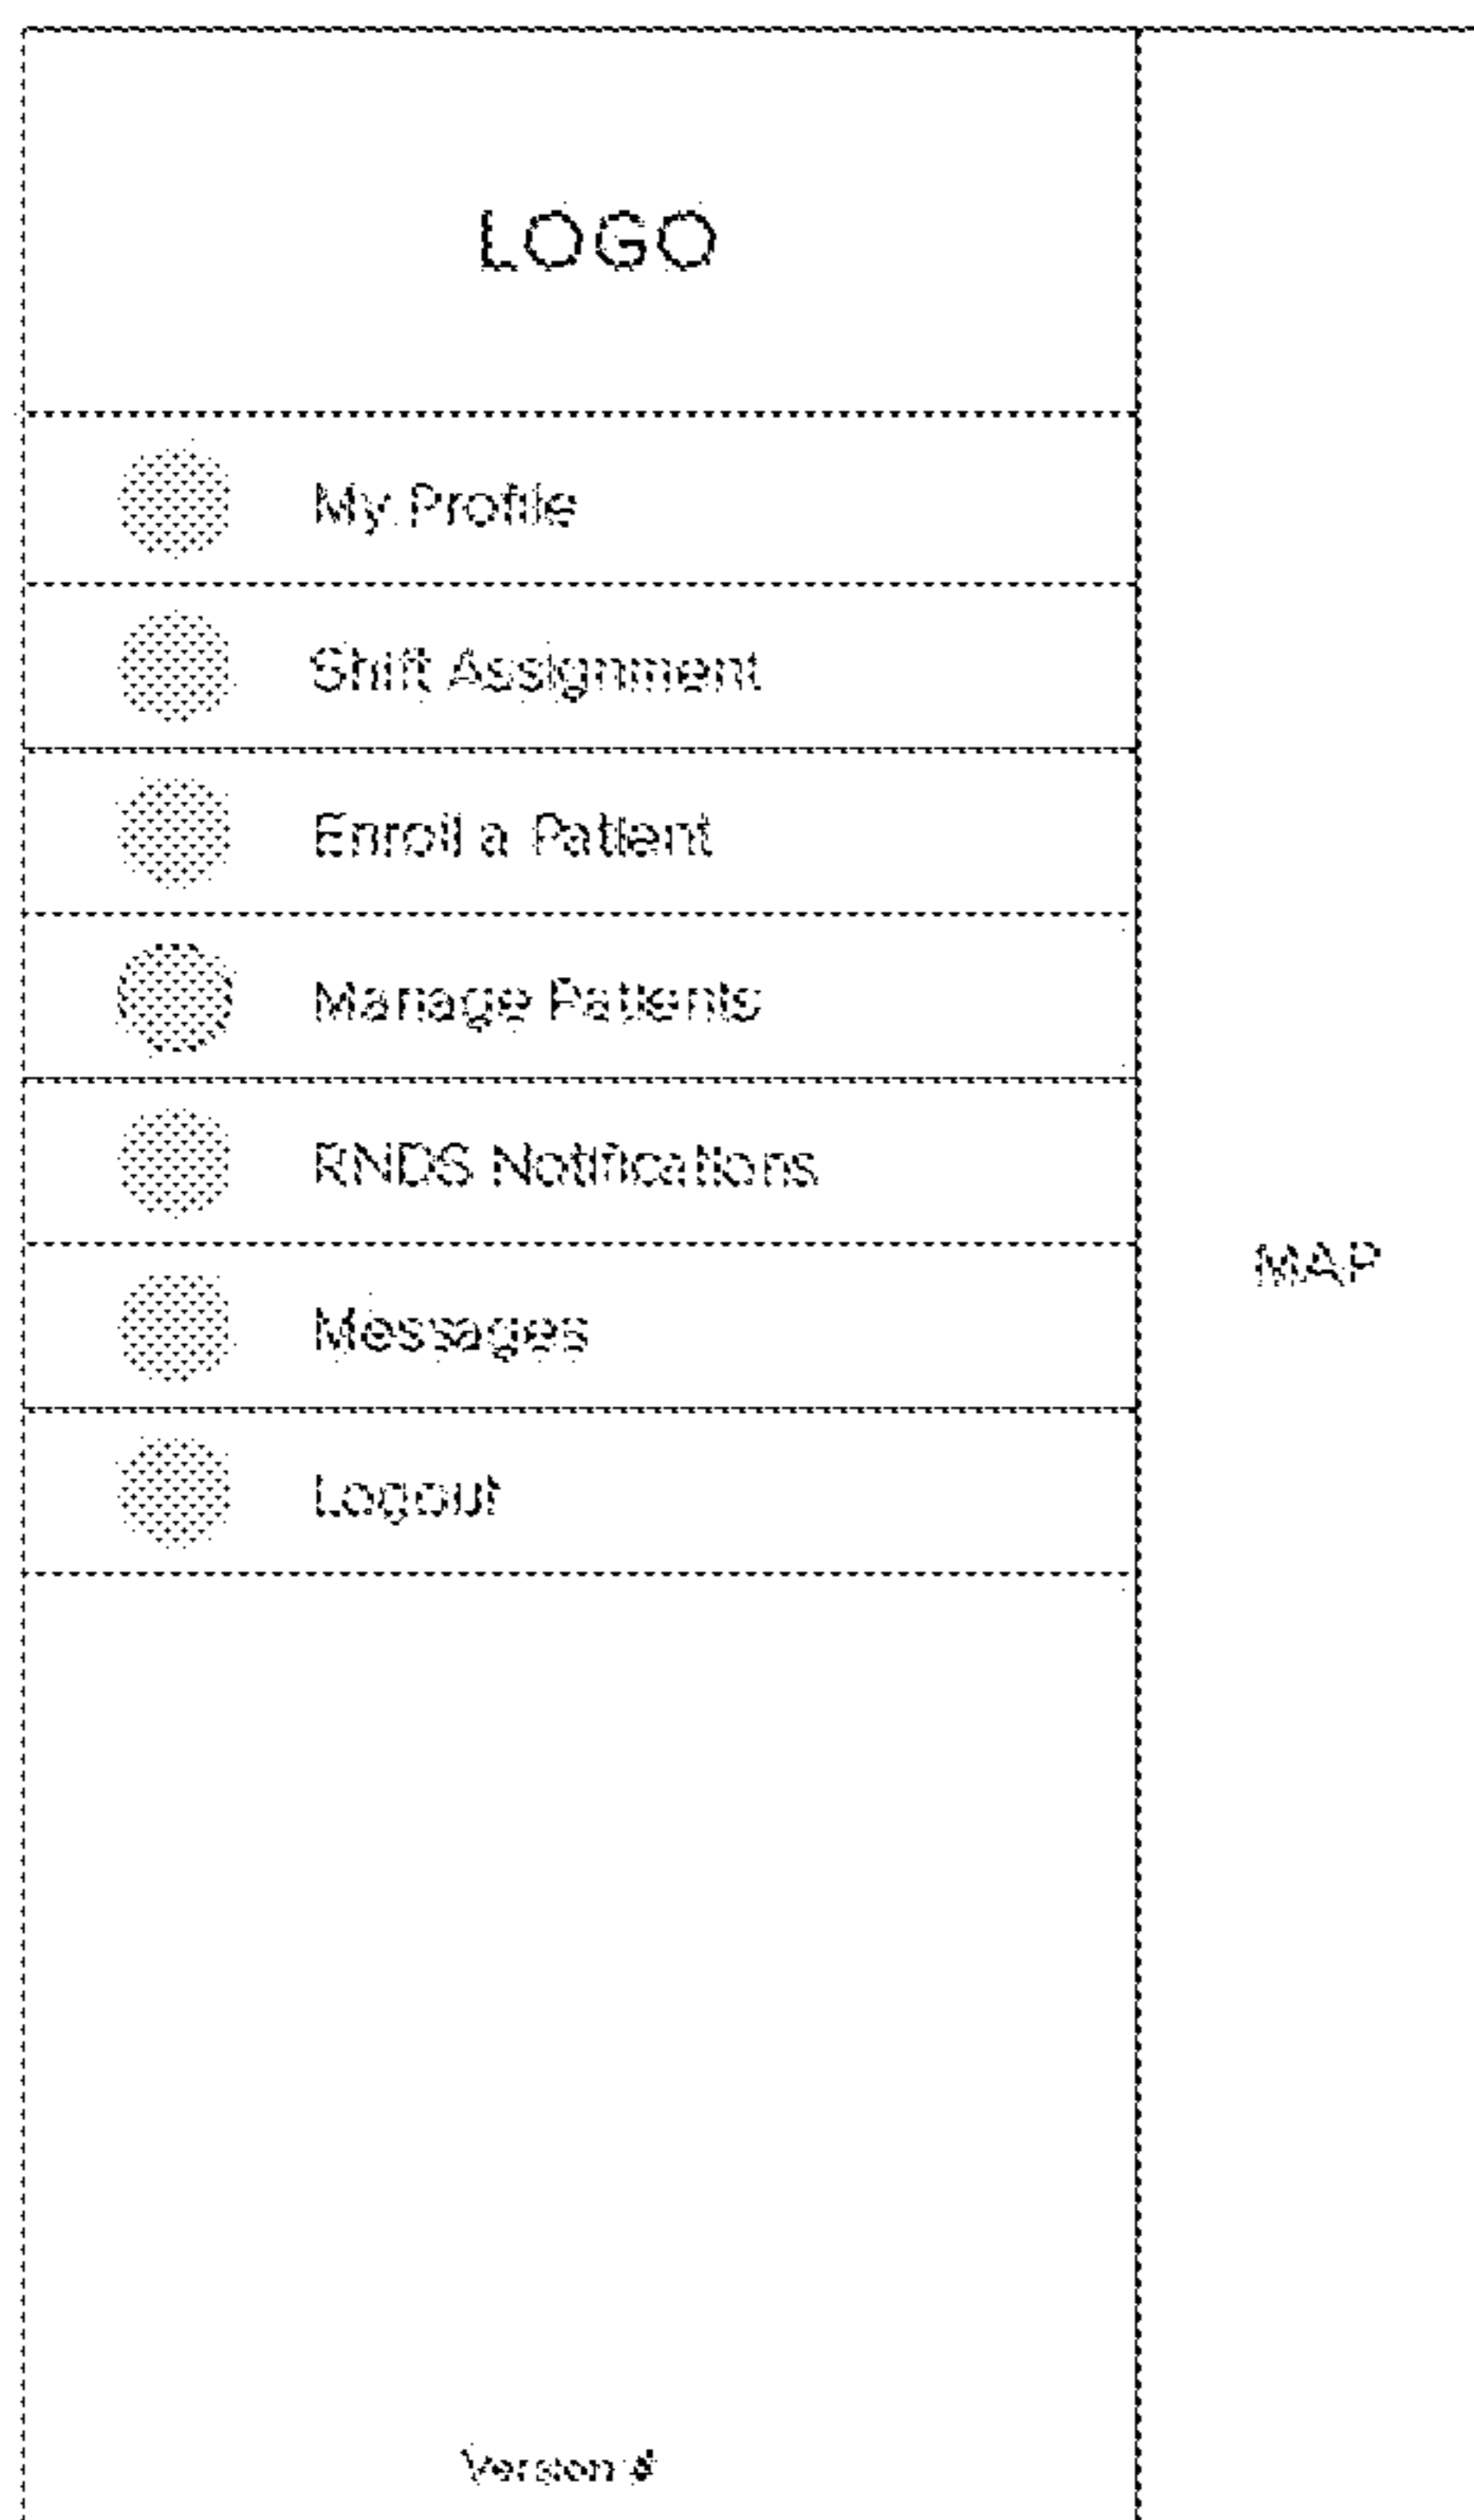 LOGO
My Profile
Shift Assignment
Enroll a Patient
Manage Patients
RNDS Notifications
Messages
Logout
MAP
Version #